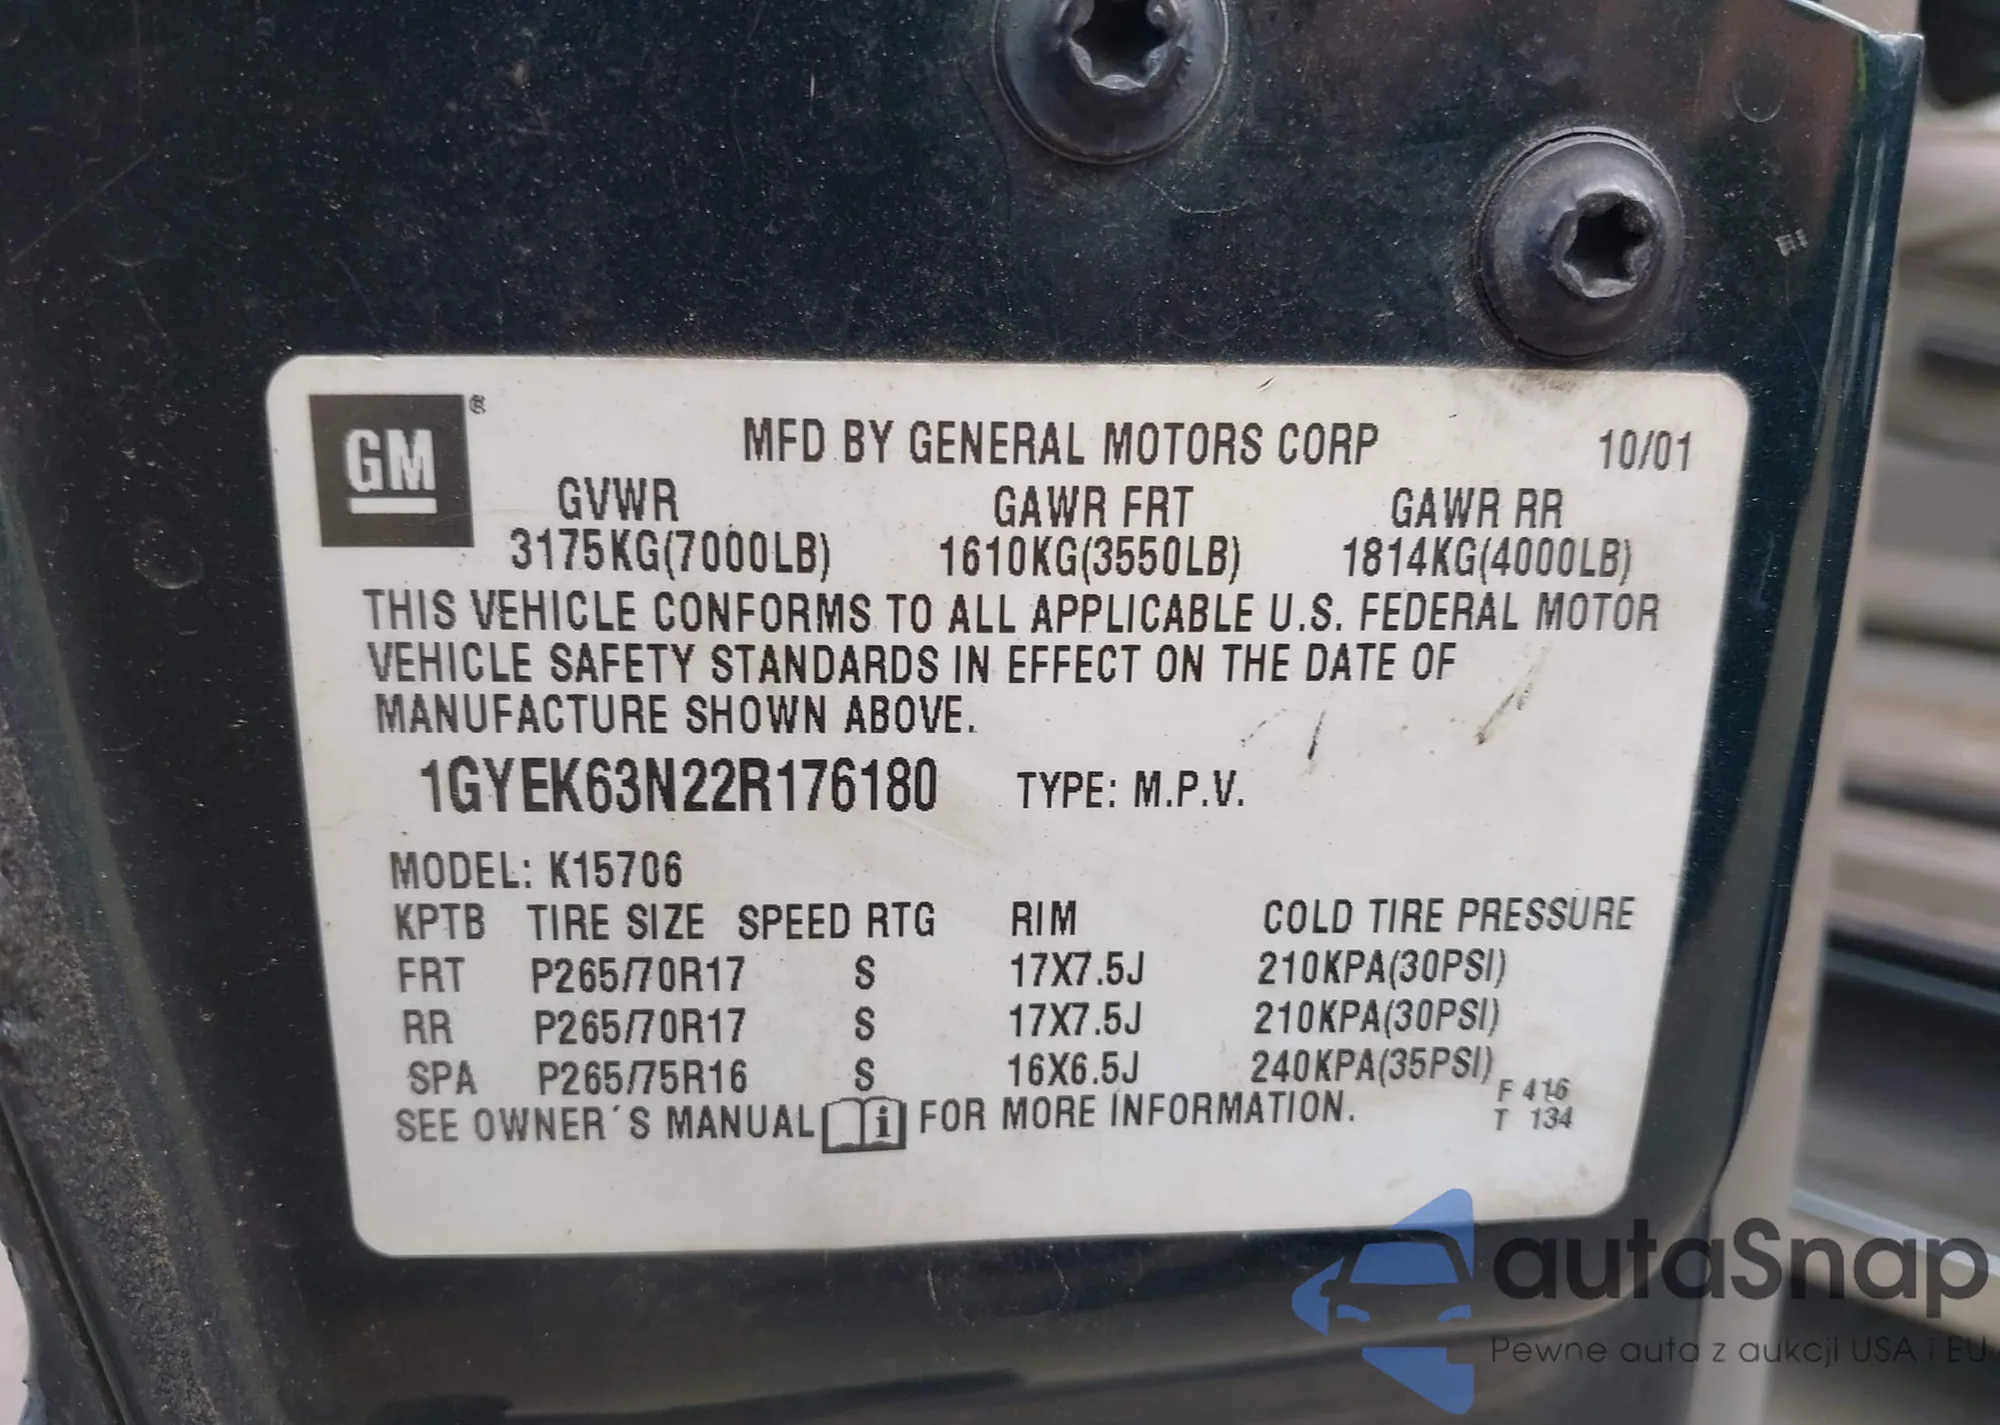 GM®
MFD BY GENERAL MOTORS CORP 10/01
GVWR GAWR FRT GAWR RR
3175KG(7000LB) 1610KG(3550LB) 1814KG(4000LB)
THIS VEHICLE CONFORMS TO ALL APPLICABLE U.S. FEDERAL MOTOR
VEHICLE SAFETY STANDARDS IN EFFECT ON THE DATE OF
MANUFACTURE SHOWN ABOVE.
1GYEK63N22R176180 TYPE: M.P.V.
MODEL: K15706
KPTB TIRE SIZE SPEED RTG RIM COLD TIRE PRESSURE
FRT P265/70R17 S 17X7.5J 210KPA(30PSI)
RR P265/70R17 S 17X7.5J 210KPA(30PSI)
SPA P265/75R16 S 16X6.5J 240KPA(35PSI)
SEE OWNER´S MANUAL i FOR MORE INFORMATION.
F 416
T 134
autaSnap
Pewne auta z aukcji USA i EU